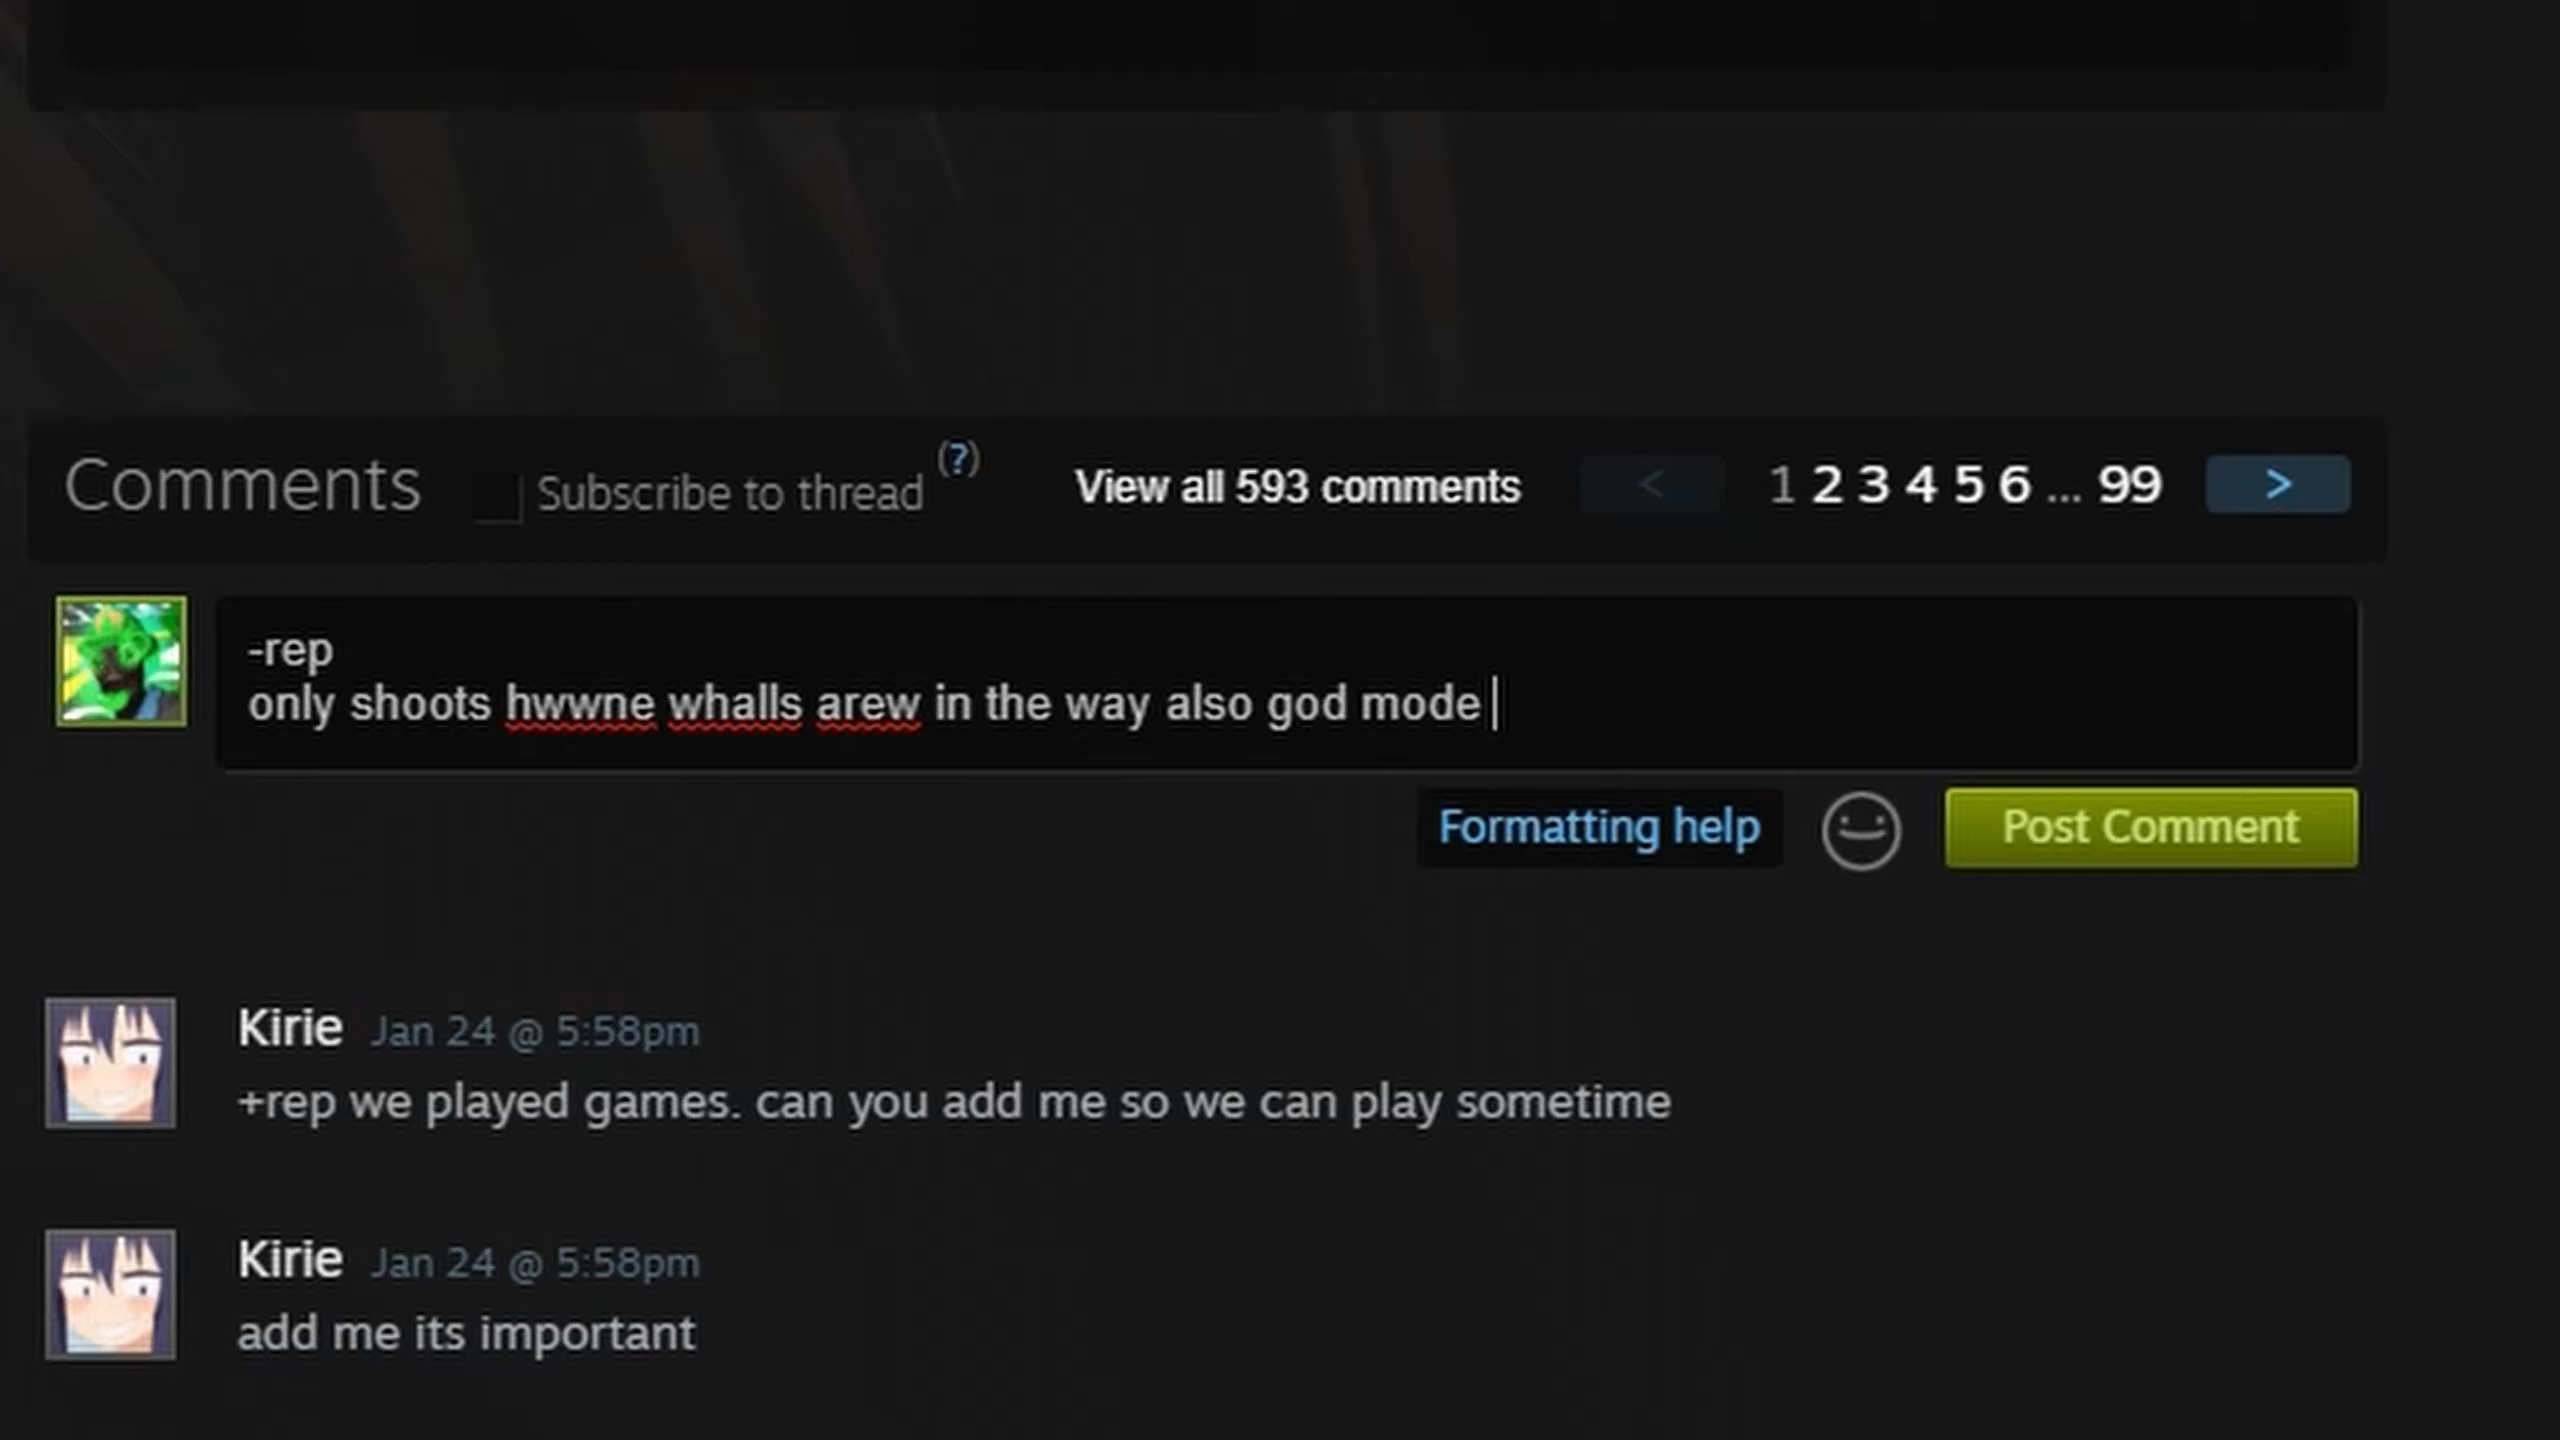 Comments Subscribe to thread (?) View all 593 comments < 1 2 3 4 5 6 ... 99 >
-rep
only shoots hwwne whalls arew in the way also god mode
Formatting help Post Comment
Kirie Jan 24 @ 5:58pm
+rep we played games. can you add me so we can play sometime
Kirie Jan 24 @ 5:58pm
add me its important